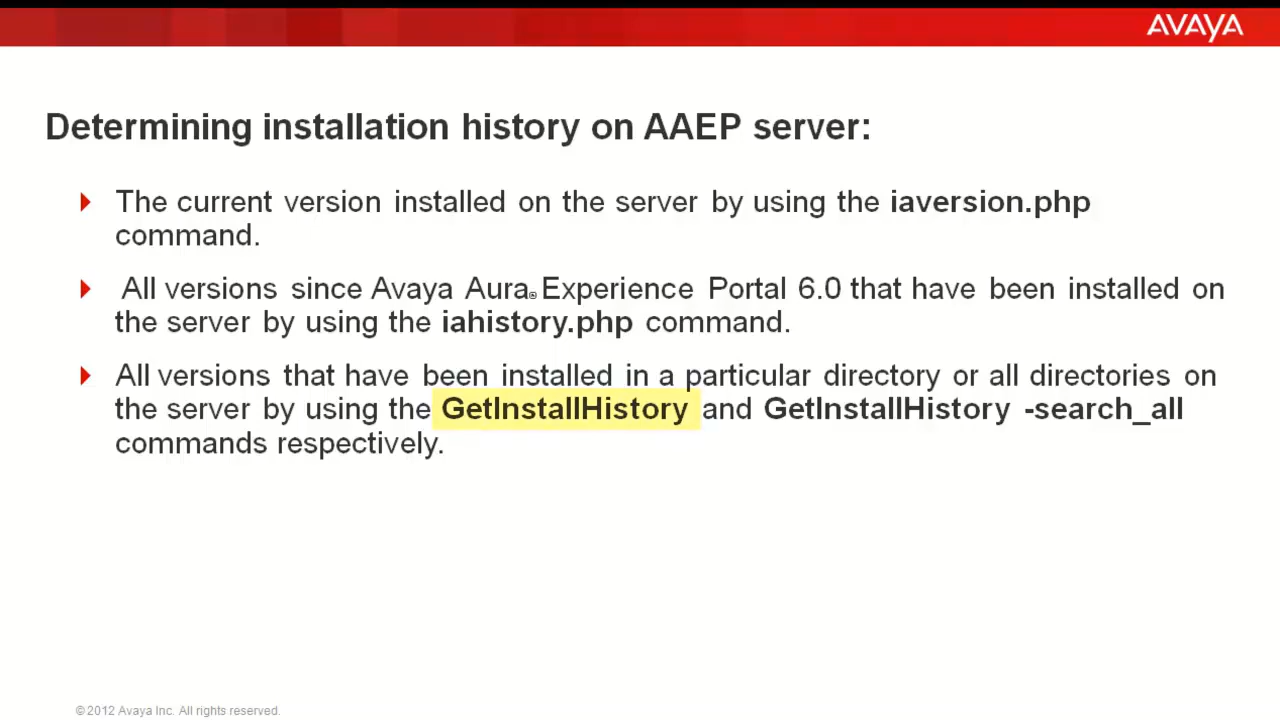 AVAYA
Determining installation history on AAEP server:
The current version installed on the server by using the iaversion.php
command.
All versions since Avaya Aura® Experience Portal 6.0 that have been installed on
the server by using the iahistory.php command.
All versions that have been installed in a particular directory or all directories on
the server by using the GetInstallHistory and GetInstallHistory -search_all
commands respectively.
© 2012 Avaya Inc. All rights reserved.